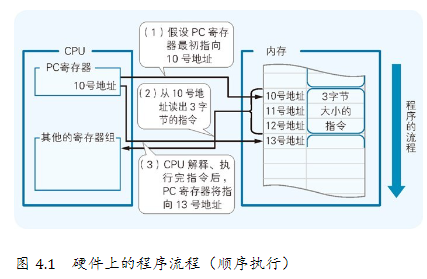 CPU
PC寄存器
10号地址
其他的寄存器组
(1)假设 PC 寄存
器最初指向
10 号地址
(2)从 10 号地
址读出 3 字
节的指令
(3)CPU 解释、执
行完指令后，
PC 寄存器将指
向 13 号地址
内存
10号地址
11号地址
12号地址
13号地址
3字节
大小的
指令
程序的流程
图 4.1 硬件上的程序流程（顺序执行）